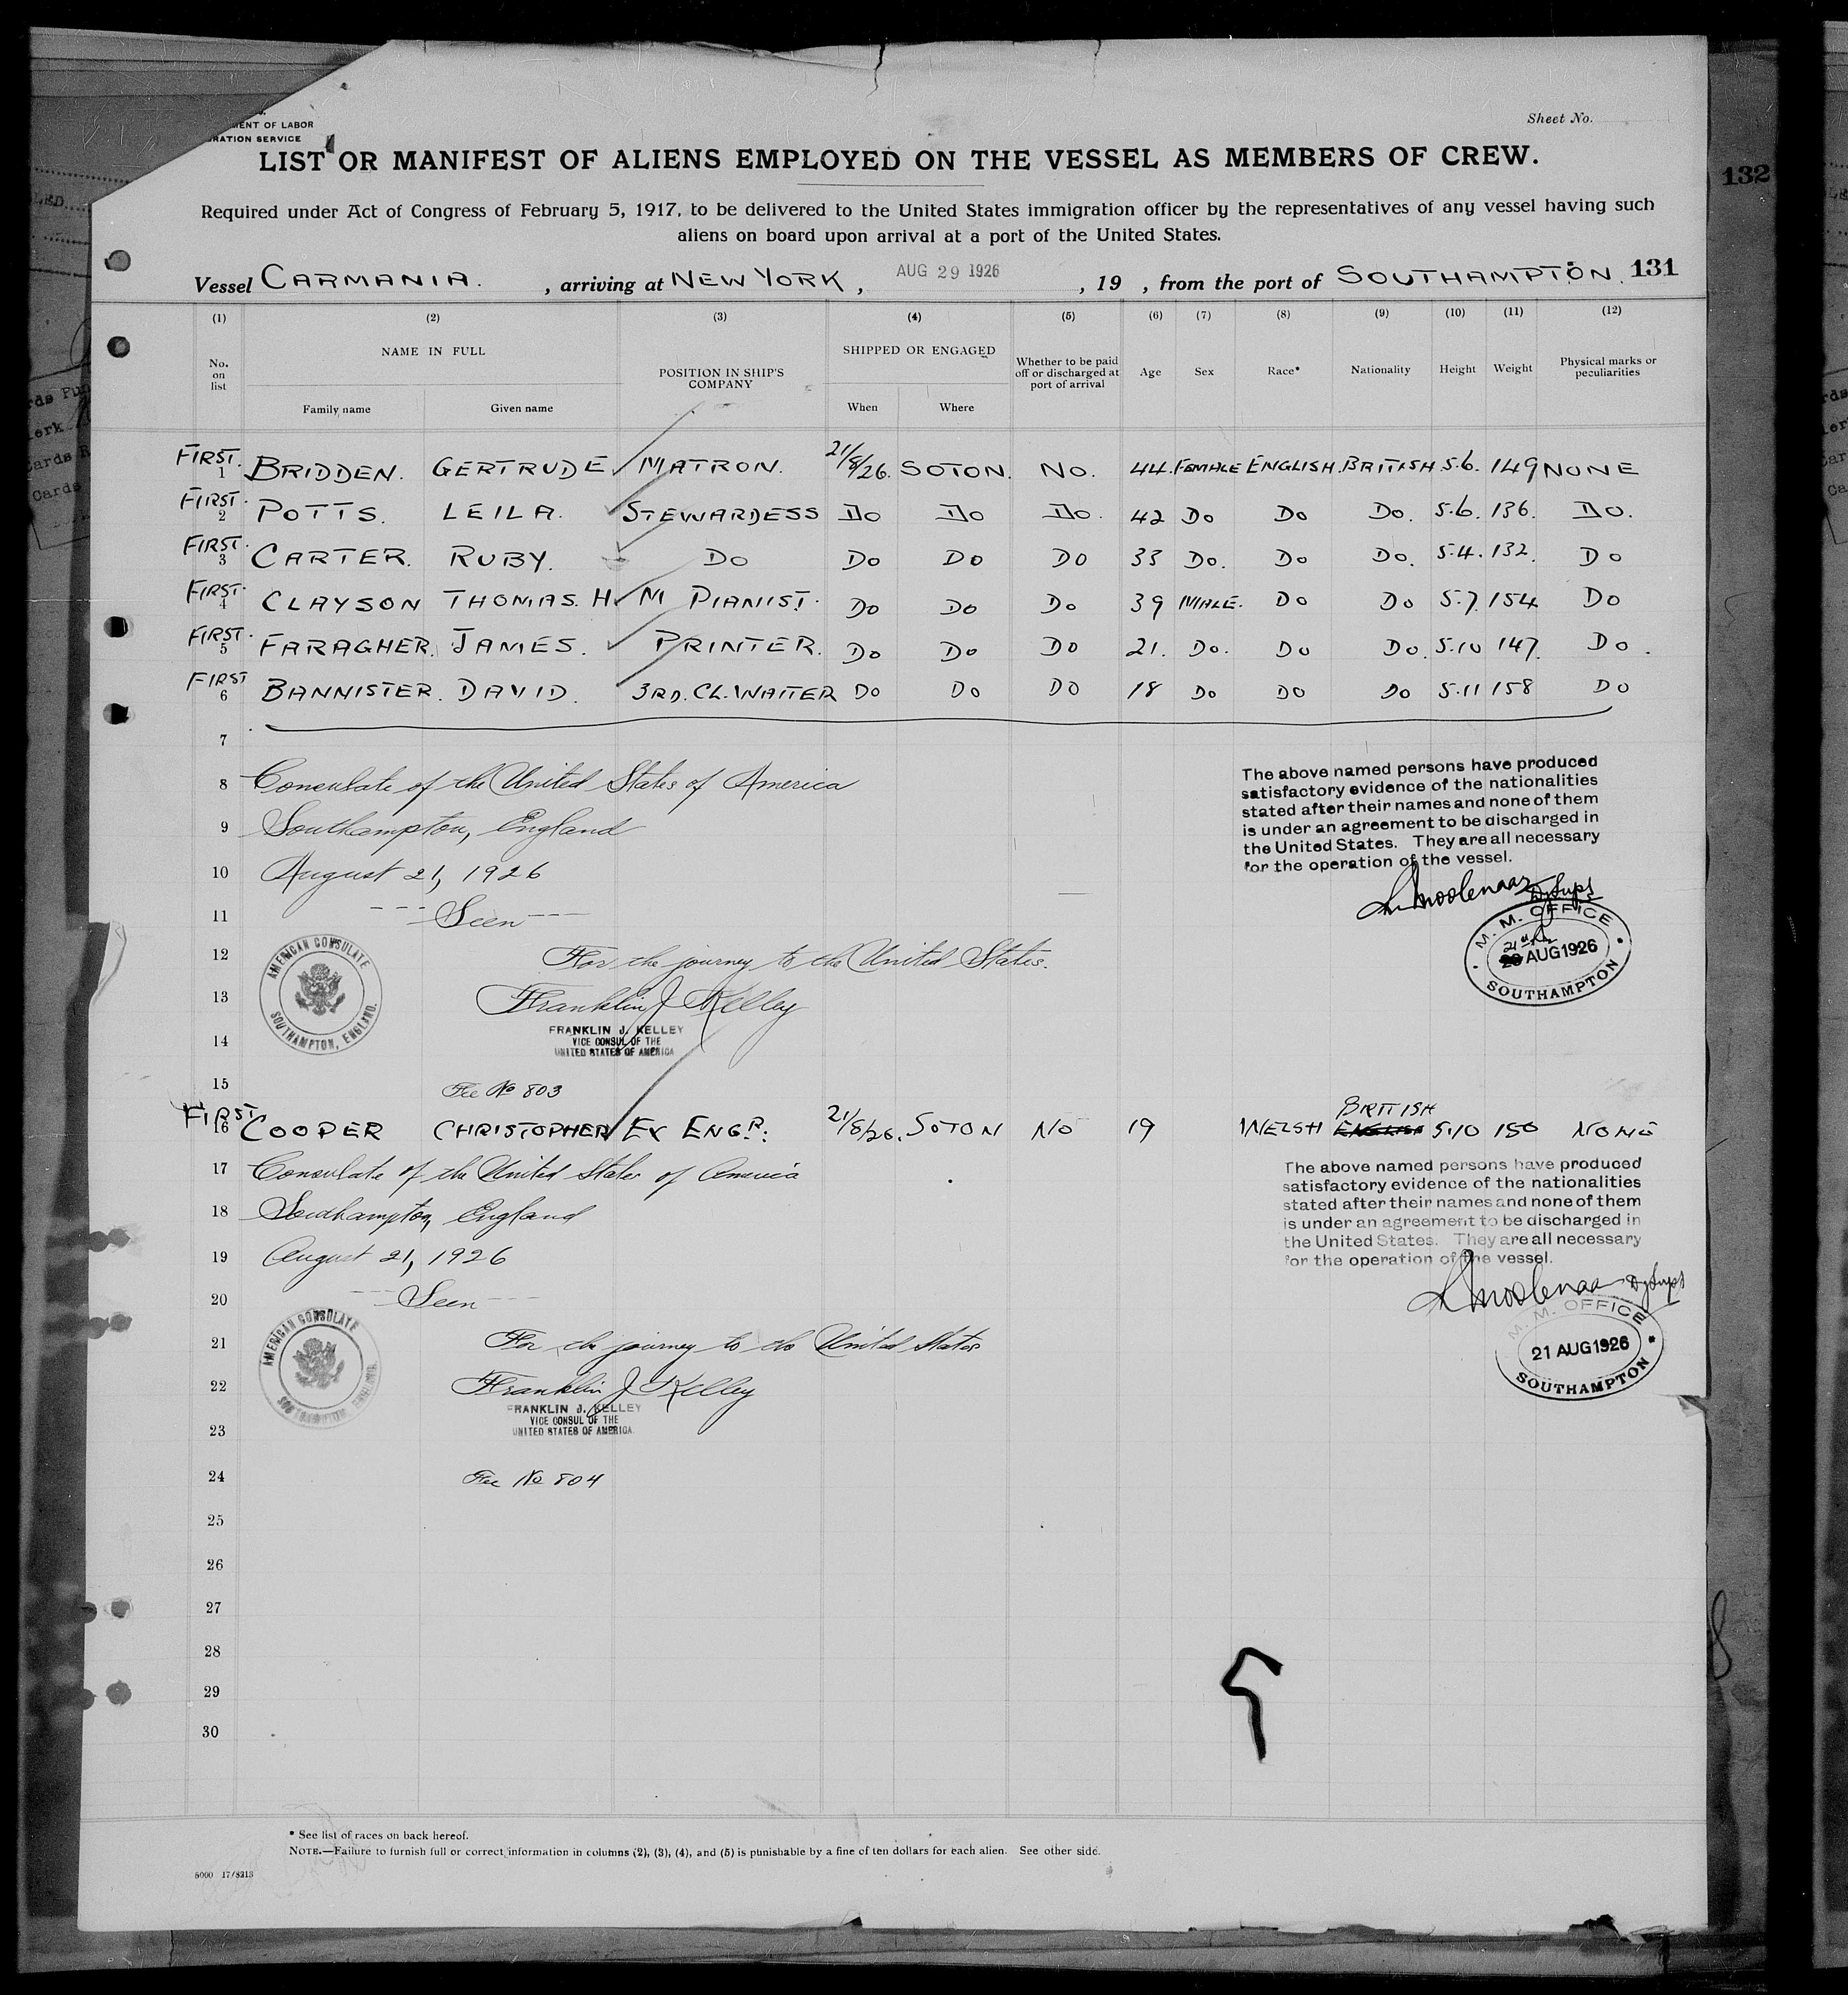 MENT OF LABOR
RATION SERVICE
Sheet No.
LIST OR MANIFEST OF ALIENS EMPLOYED ON THE VESSEL AS MEMBERS OF CREW.
132
Required under Act of Congress of February 5, 1917, to be delivered to the United States immigration officer by the representatives of any vessel having such
aliens on board upon arrival at a port of the United States.
Vessel CARMANIA. , arriving at NEW YORK , AUG 29 1926 , 19 , from the port of SOUTHAMPTON. 131
(1) (2) (3) (4) (5) (6) (7) (8) (9) (10) (11) (12)
No. on list NAME IN FULL Family name Given name POSITION IN SHIP'S COMPANY SHIPPED OR ENGAGED When Where Whether to be paid off or discharged at port of arrival Age Sex Race* Nationality Height Weight Physical marks or peculiarities
FIRST. 1 BRIDDEN. GERTRUDE MATRON. 21/8/26. SOTON. NO. 44. FEMALE ENGLISH. BRITISH 5.6. 149 NONE
FIRST. 2 POTTS. LEILA. STEWARDESS DO DO DO. 42 DO DO DO. 5.6. 136. DO.
FIRST. 3 CARTER. RUBY. DO DO DO DO 33 DO. DO DO. 5.4. 132. DO
FIRST. 4 CLAYSON THOMAS. H. M PIANIST. DO DO DO 39 MALE. DO DO 5.7. 154 DO
FIRST. 5 FARAGHER. JAMES. PRINTER. DO DO DO 21. DO. DO DO. 5.10 147. DO.
FIRST 6 BANNISTER. DAVID. 3RD. CL. WAITER DO DO DO 18 DO DO DO 5.11 158 DO
7
8 Consulate of the United States of America
9 Southampton, England
10 August 21, 1926
11 --- Seen ---
12 For the journey to the United States.
13 Franklin J Kelley
AMERICAN CONSULATE
SOUTHAMPTON, ENGLAND.
FRANKLIN J. KELLEY
VICE CONSUL OF THE
14 UNITED STATES OF AMERICA
15 Fee No 803
The above named persons have produced
satisfactory evidence of the nationalities
stated after their names and none of them
is under an agreement to be discharged in
the United States. They are all necessary
for the operation of the vessel.
M. M. OFFICE
21st
AUG 1926
SOUTHAMPTON
FIRST 16 COOPER CHRISTOPHER EX ENGR. 21/8/26. SOTON NO 19 WELSH ENGLISH BRITISH 5.10 150 NONE
17 Consulate of the United States of America
18 Southampton, England
19 August 21, 1926
20 --- Seen ---
21 For the journey to the United States
22 Franklin J Kelley
AMERICAN CONSULATE
SOUTHAMPTON, ENGLAND.
FRANKLIN J. KELLEY
VICE CONSUL OF THE
23 UNITED STATES OF AMERICA.
24 Fee No 804
The above named persons have produced
satisfactory evidence of the nationalities
stated after their names and none of them
is under an agreement to be discharged in
the United States. They are all necessary
for the operation of the vessel.
M. M. OFFICE
21 AUG 1926
SOUTHAMPTON
25
26
27
28
29
30
* See list of races on back hereof.
NOTE.—Failure to furnish full or correct information in columns (2), (3), (4), and (5) is punishable by a fine of ten dollars for each alien. See other side.